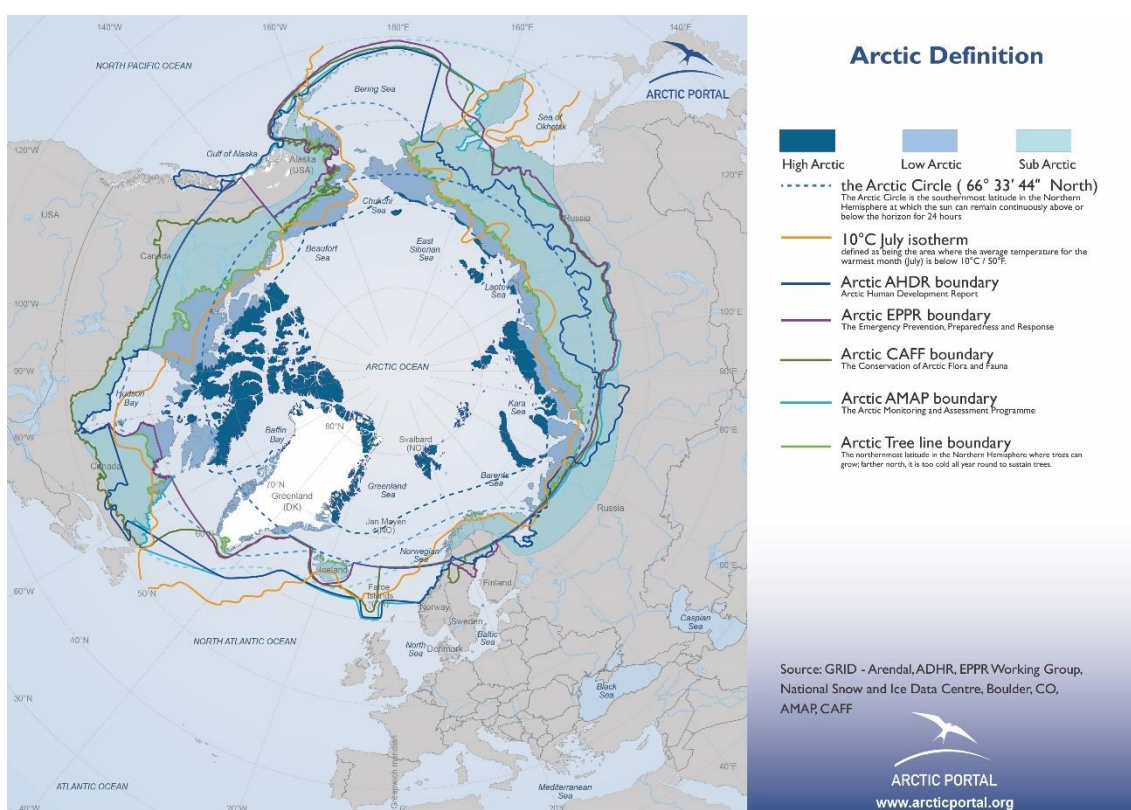 140°W
180°E
160°E
140°E
NORTH PACIFIC OCEAN
ARCTIC PORTAL
Bering Sea
Sea of
Okhotsk
120°W
Gulf of Alaska
Alaska
(USA)
120°E
USA
Chukchi
Sea
Russia
Canada
Beaufort
Sea
East
Siberian
Sea
Laptev
Sea
100°W
100°E
ARCTIC OCEAN
90°W
80°E
Hudson
Bay
Kara
Sea
Baffin
Bay
80°N
Svalbard
(NO)
80°W
Canada
Barents
Sea
80°E
70°N
Greenland
(DK)
Greenland
Sea
Russia
Jan Mayen
(NO)
60°N
Norwegian
Sea
Iceland
Finland
60°E
Faroe
Islands
60°W
50°N
Norway
Sweden
Caspian
Sea
40°N
NORTH ATLANTIC OCEAN
North
Sea
Denmark
Baltic
Sea
Black
Sea
30°N
Greenwich meridian
ATLANTIC OCEAN
Mediterranean
Sea
40°E
40°W
20°W
20°E
Arctic Definition
High Arctic
Low Arctic
Sub Arctic
the Arctic Circle ( 66° 33′ 44″ North)
The Arctic Circle is the southernmost latitude in the Northern
Hemisphere at which the sun can remain continuously above or
below the horizon for 24 hours
10°C July isotherm
defined as being the area where the average temperature for the
warmest month (July) is below 10°C / 50°F.
Arctic AHDR boundary
Arctic Human Development Report
Arctic EPPR boundary
The Emergency Prevention, Preparedness and Response
Arctic CAFF boundary
The Conservation of Arctic Flora and Fauna
Arctic AMAP boundary
The Arctic Monitoring and Assessment Programme
Arctic Tree line boundary
The northernmost latitude in the Northern Hemisphere where trees can
grow; farther north, it is too cold all year round to sustain trees.
Source: GRID - Arendal, ADHR, EPPR Working Group,
National Snow and Ice Data Centre, Boulder, CO,
AMAP, CAFF
ARCTIC PORTAL
www.arcticportal.org